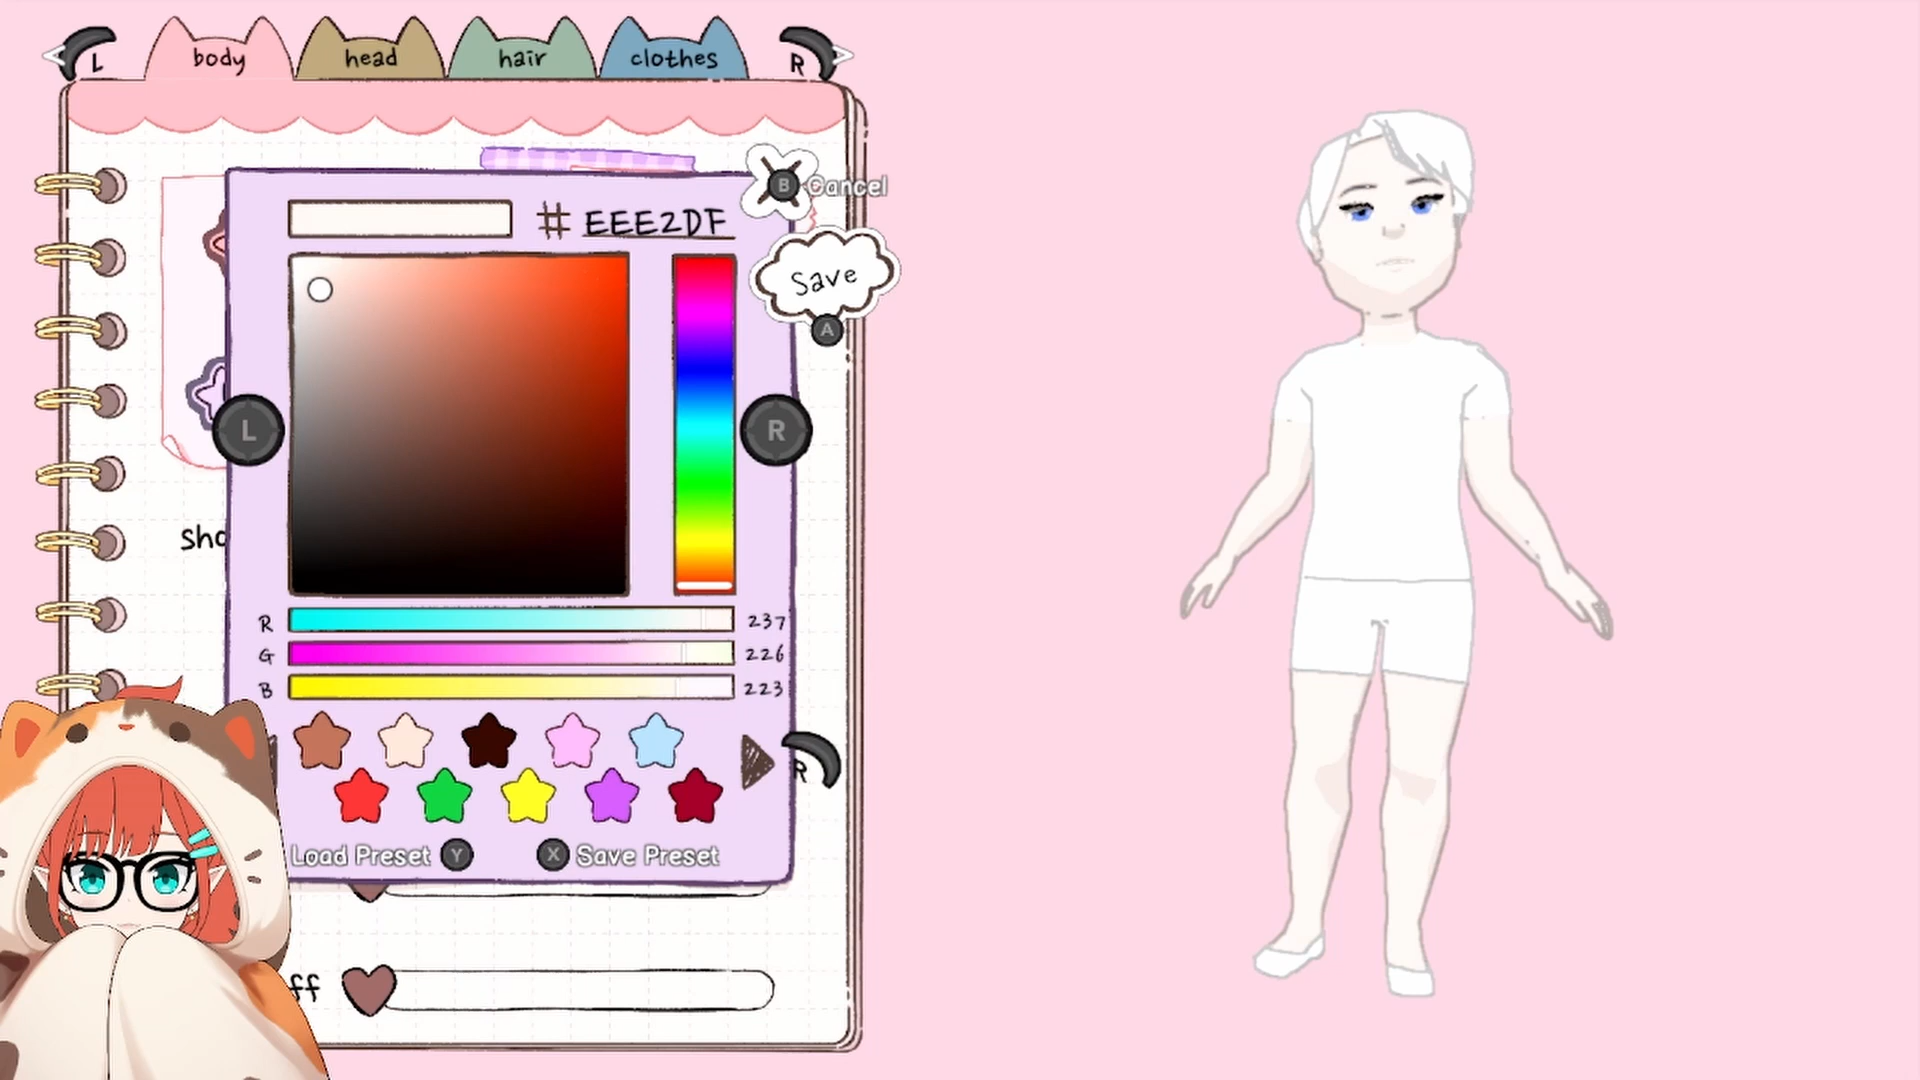 L body head hair clothes R
# EEE2DF
B Cancel
Save
A
L R
sho
R 237
G 226
B 223
R
Load Preset Y X Save Preset
ff